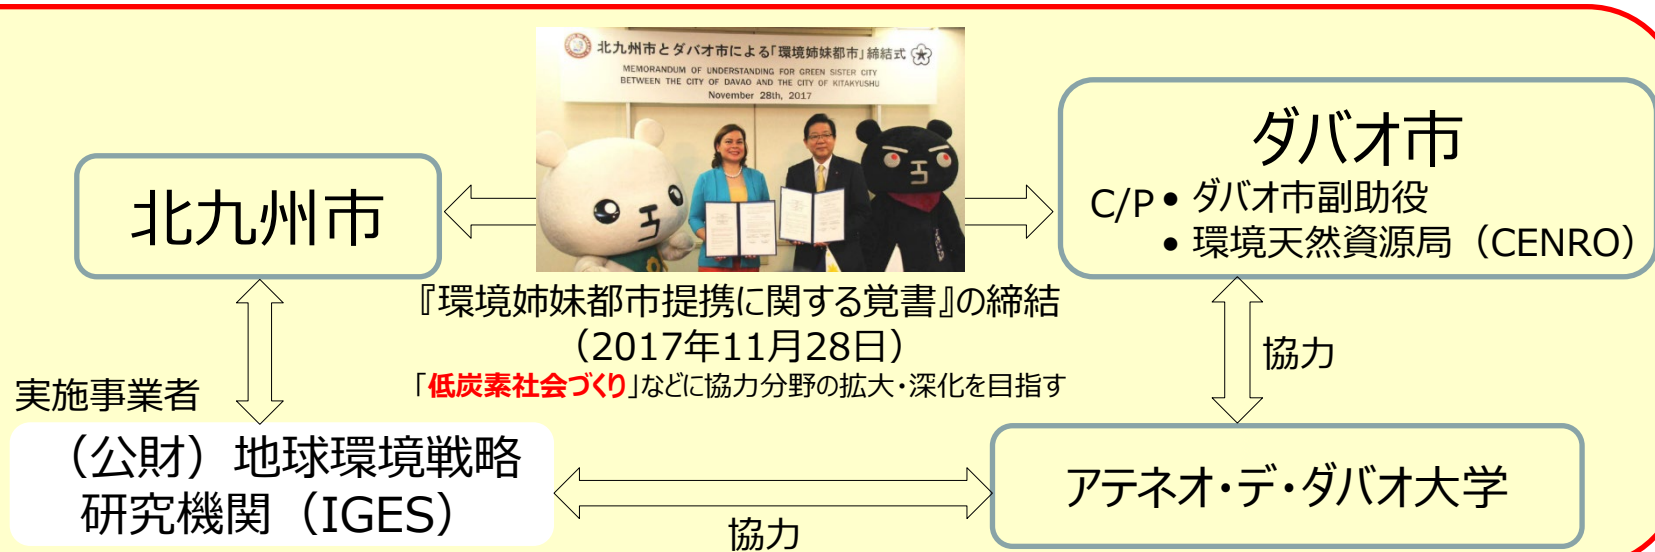 北九州市とダバオ市による「環境姉妹都市」締結式
MEMORANDUM OF UNDERSTANDING FOR GREEN SISTER CITY
BETWEEN THE CITY OF DAVAO AND THE CITY OF KITAKYUSHU
November 28th, 2017
北九州市
ダバオ市
C/P • ダバオ市副助役
• 環境天然資源局（CENRO）
『環境姉妹都市提携に関する覚書』の締結
（2017年11月28日）
「低炭素社会づくり」などに協力分野の拡大・深化を目指す
協力
実施事業者
（公財）地球環境戦略
研究機関（IGES）
アテネオ・デ・ダバオ大学
協力